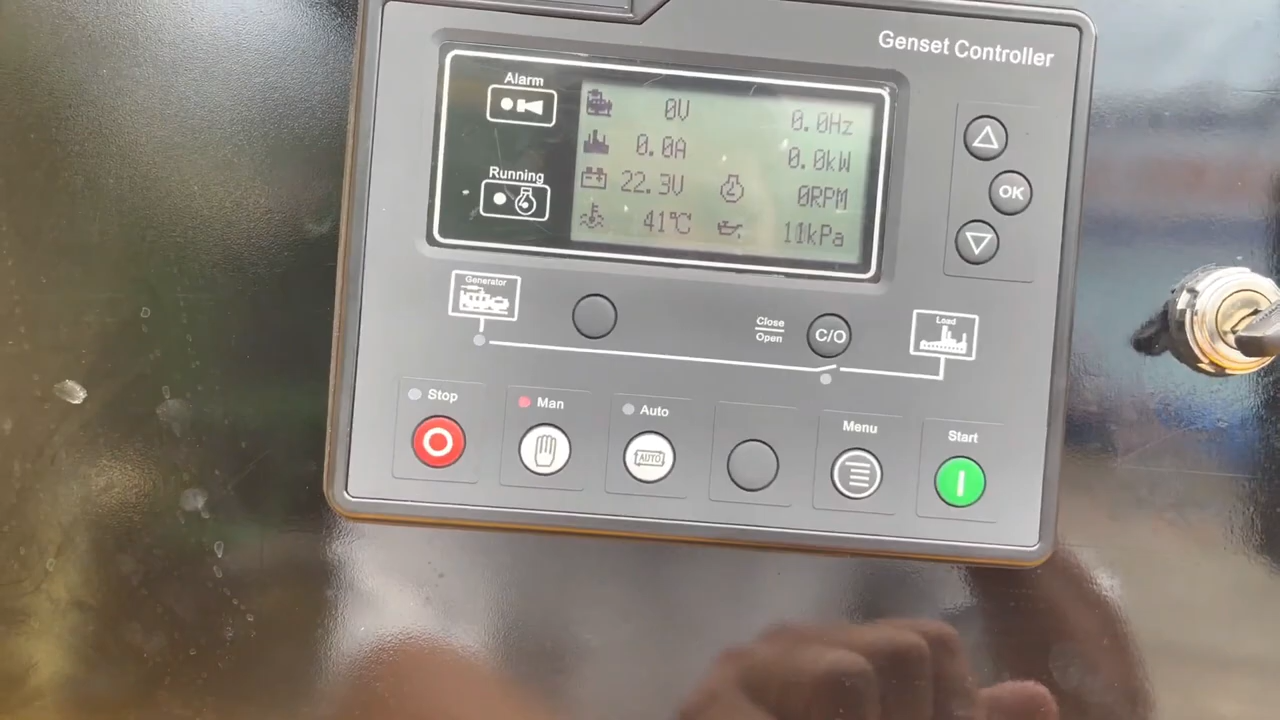 Genset Controller
Alarm
0V 0.0Hz
0.0A 0.0kW
Running
22.3V 0RPM
41℃ 11kPa
Generator
Close
Open
C/O
Load
OK
Stop
Man
Auto
AUTO
Menu
Start